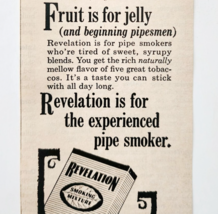 Fruit is for jelly
(and beginning pipesmen)
Revelation is for pipe smokers
who're tired of sweet, syrupy
blends. You get the rich naturally
mellow flavor of five great tobac-
cos. It's a taste you can stick
with all day long.
Revelation is for
the experienced
pipe smoker.
REVELATION
SMOKING
MIXTURE